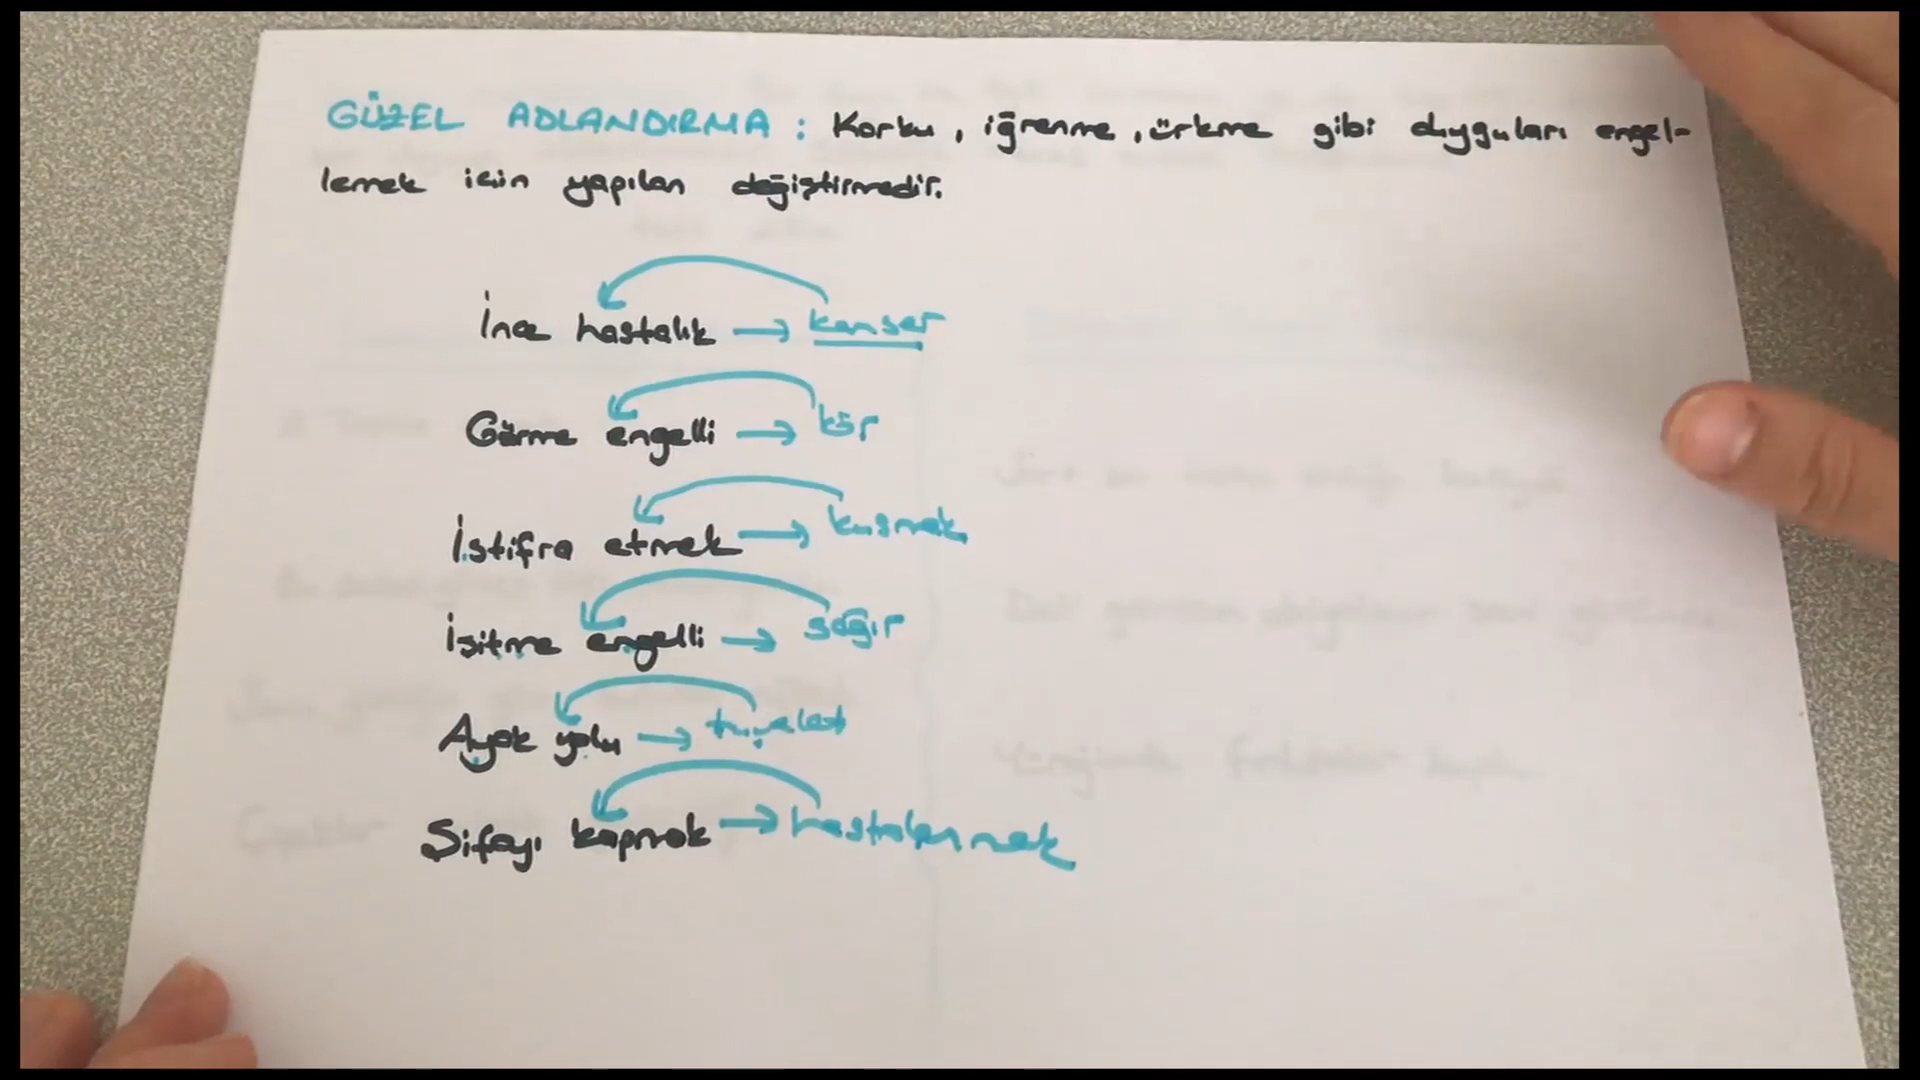 GÜZEL ADLANDIRMA : Korku, iğrenme, ürkme gibi duyguları engel-
lemek için yapılan değiştirmedir.
İnce hastalık → kanser
Görme engelli → kör
İstifra etmek → kusmak
İşitme engelli → sağır
Ayak yolu → tuvalet
Şifayı kapmak → hastalanmak